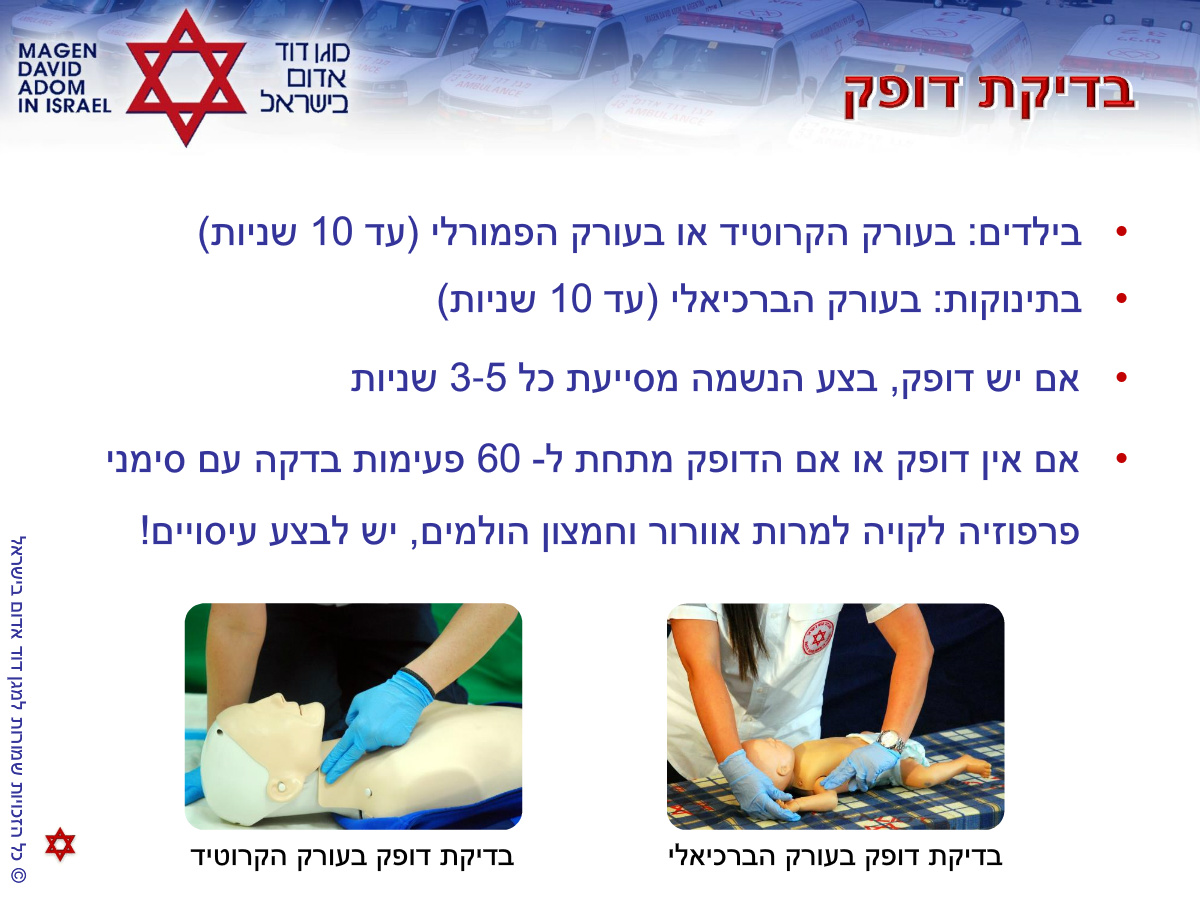 MAGEN
DAVID
ADOM
IN ISRAEL
מגן דוד
אדום
בישראל
בדיקת דופק
• בילדים: בעורק הקרוטיד או בעורק הפמורלי (עד 10 שניות)
• בתינוקות: בעורק הברכיאלי (עד 10 שניות)
• אם יש דופק, בצע הנשמה מסייעת כל 3-5 שניות
• אם אין דופק או אם הדופק מתחת ל- 60 פעימות בדקה עם סימני
פרפוזיה לקויה למרות אוורור וחמצון הולמים, יש לבצע עיסויים!
בדיקת דופק בעורק הברכיאלי
בדיקת דופק בעורק הקרוטיד
© כל הזכויות שמורות למגן דוד אדום בישראל